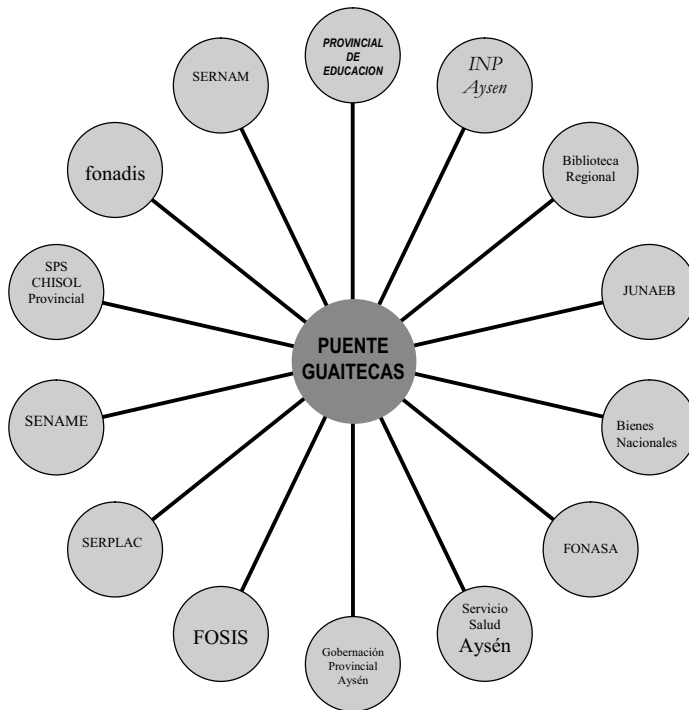 PROVINCIAL
DE
EDUCACION
INP
Aysen
Biblioteca
Regional
JUNAEB
Bienes
Nacionales
FONASA
Servicio
Salud
Aysén
Gobernación
Provincial
Aysén
FOSIS
SERPLAC
SENAME
SPS
CHISOL
Provincial
fonadis
SERNAM
PUENTE
GUAITECAS